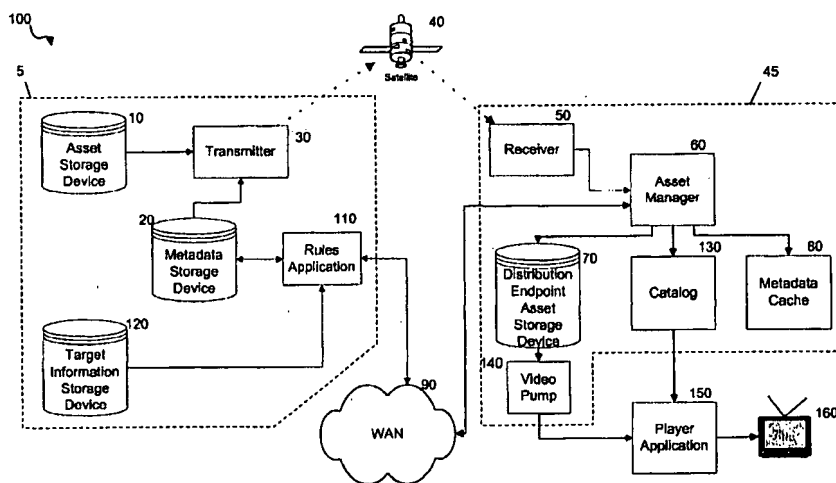 100
40
Satellite
5
45
10
Asset
Storage
Device
30
Transmitter
50
Receiver
60
Asset
Manager
20
Metadata
Storage
Device
110
Rules
Application
70
Distribution
Endpoint
Asset
Storage
Device
130
Catalog
80
Metadata
Cache
120
Target
Information
Storage
Device
90
WAN
140
Video
Pump
150
Player
Application
160